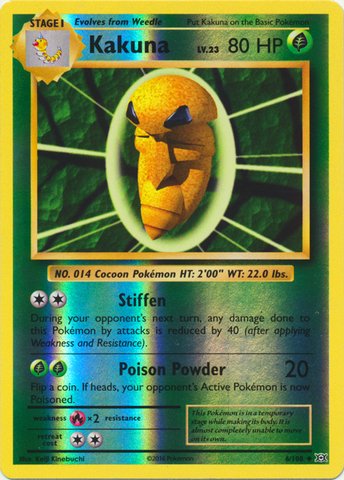 STAGE 1 Evolves from Weedle Put Kakuna on the Basic Pokémon
Kakuna LV.23 80 HP
NO. 014 Cocoon Pokémon HT: 2'00" WT: 22.0 lbs.
Stiffen
During your opponent's next turn, any damage done
to this Pokémon by attacks is reduced by 40 (after applying
Weakness and Resistance).
Poison Powder 20
Flip a coin. If heads, your opponent's Active Pokémon is now
Poisoned.
weakness ×2 resistance
retreat
cost
This Pokémon is in a temporary
stage while making its body. It is
almost completely unable to move
on its own.
Illus. Keiji Kinebuchi ©2016 Pokémon 6/108